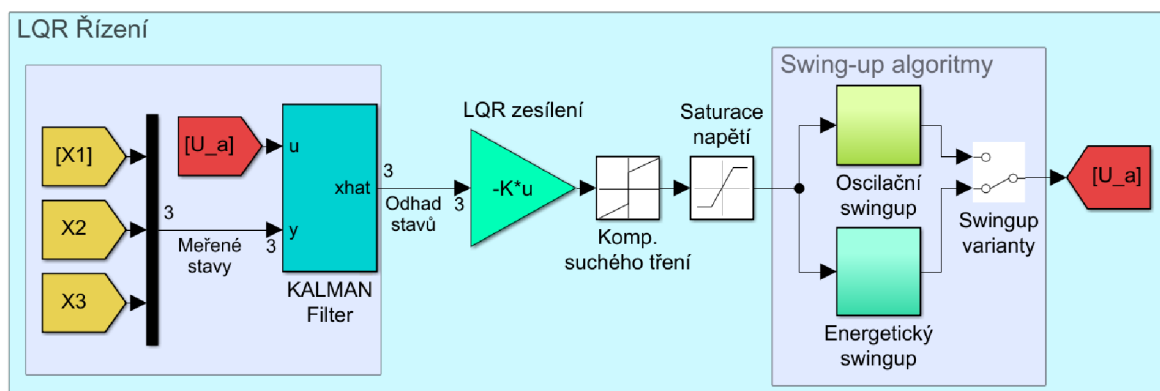 LQR Řízení
[X1]
X2
X3
3
Meřené
stavy
[U_a]
u
y
3
xhat
KALMAN
Filter
3
Odhad
stavů
3
LQR zesílení
-K*u
Komp.
suchého tření
Saturace
napětí
Swing-up algoritmy
Oscilační
swingup
Energetický
swingup
Swingup
varianty
[U_a]